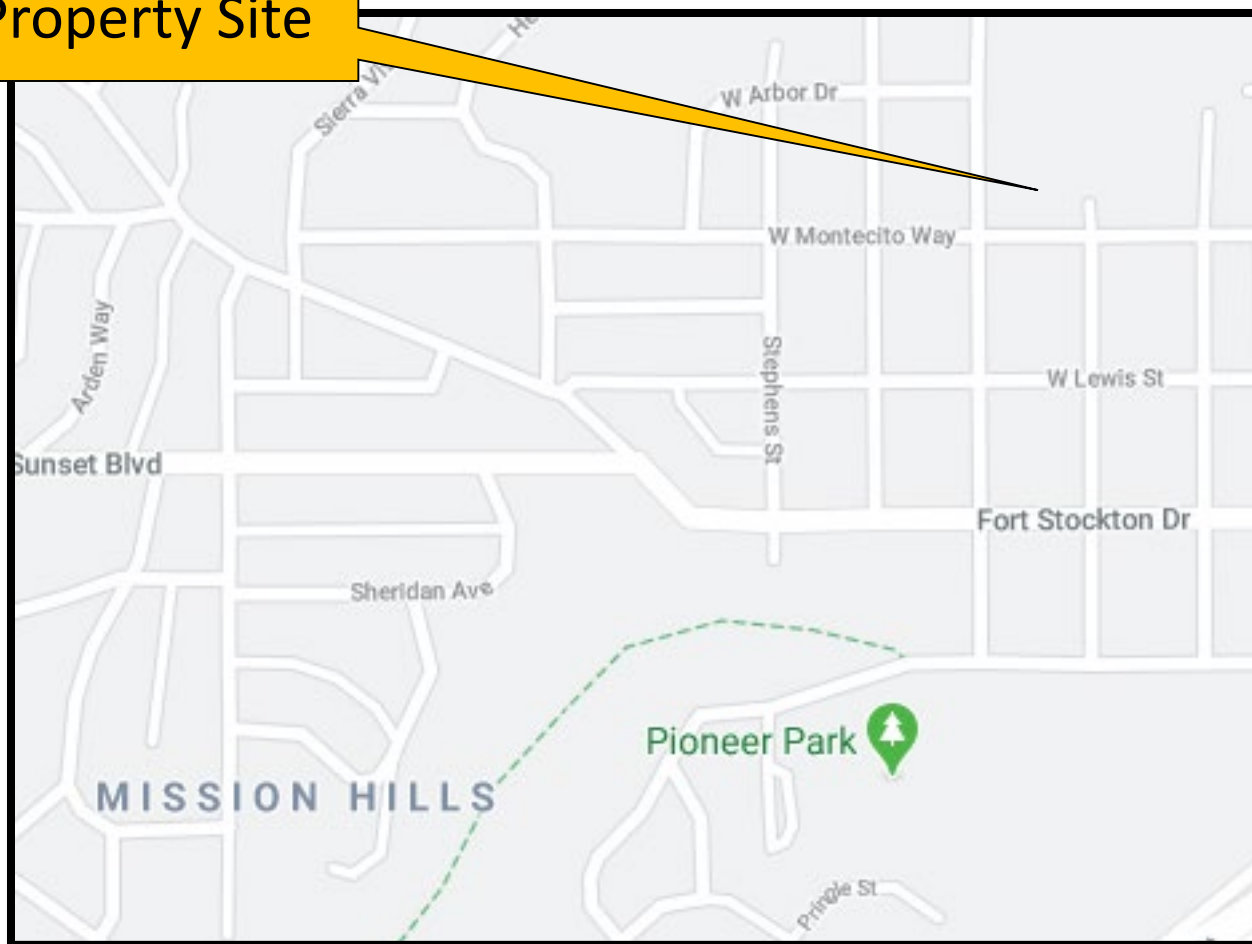 Property Site
W Arbor Dr
W Montecito Way
Arden Way
Stephens St
W Lewis St
Sunset Blvd
Fort Stockton Dr
Sheridan Ave
Pioneer Park
MISSION HILLS
Pringle St
Sierra